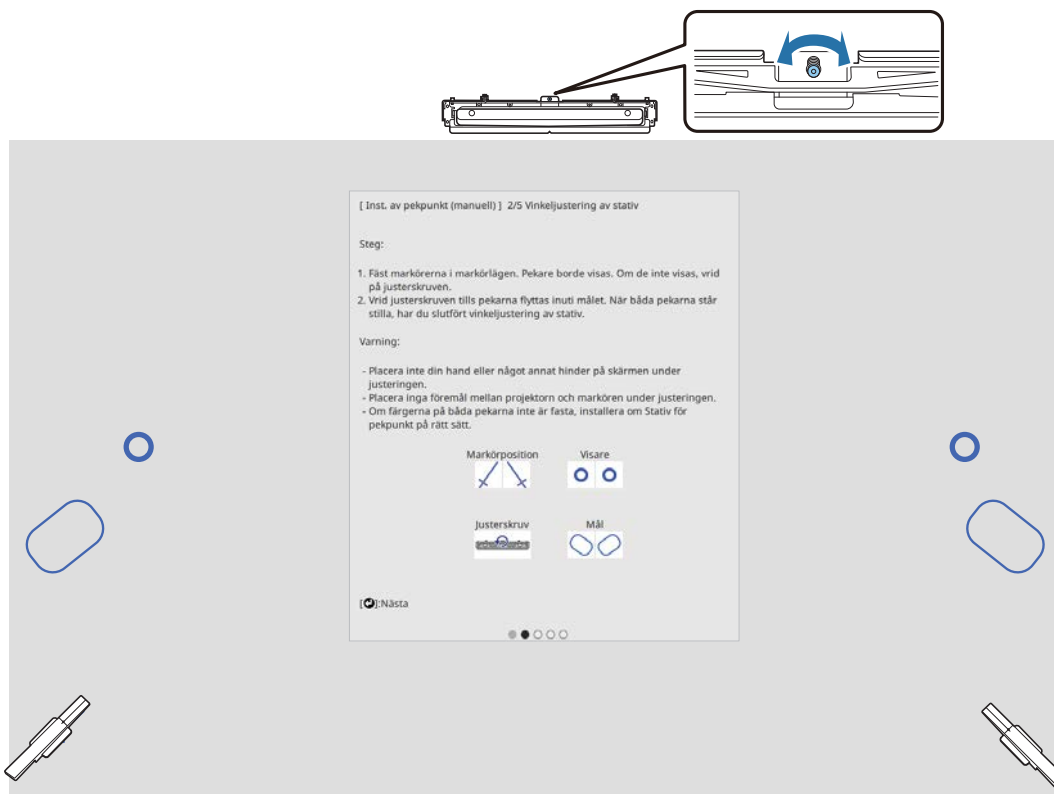 [ Inst. av pekpunkt (manuell) ] 2/5 Vinkeljustering av stativ
Steg:
1. Fäst markörerna i markörlägen. Pekare borde visas. Om de inte visas, vrid
på justerskruven.
2. Vrid justerskruven tills pekarna flyttas inuti målet. När båda pekarna står
stilla, har du slutfört vinkeljustering av stativ.
Varning:
- Placera inte din hand eller något annat hinder på skärmen under
justeringen.
- Placera inga föremål mellan projektorn och markören under justeringen.
- Om färgerna på båda pekarna inte är fasta, installera om Stativ för
pekpunkt på rätt sätt.
Markörposition Visare
Justerskruv Mål
[ ]:Nästa